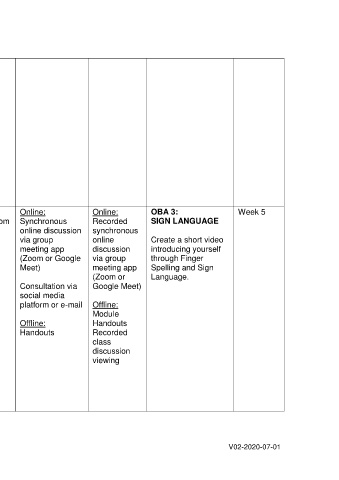 om
Online:
Synchronous
online discussion
via group
meeting app
(Zoom or Google
Meet)
Consultation via
social media
platform or e-mail
Offline:
Handouts
Online:
Recorded
synchronous
online
discussion
via group
meeting app
(Zoom or
Google Meet)
Offline:
Module
Handouts
Recorded
class
discussion
viewing
OBA 3:
SIGN LANGUAGE
Create a short video
introducing yourself
through Finger
Spelling and Sign
Language.
Week 5
V02-2020-07-01